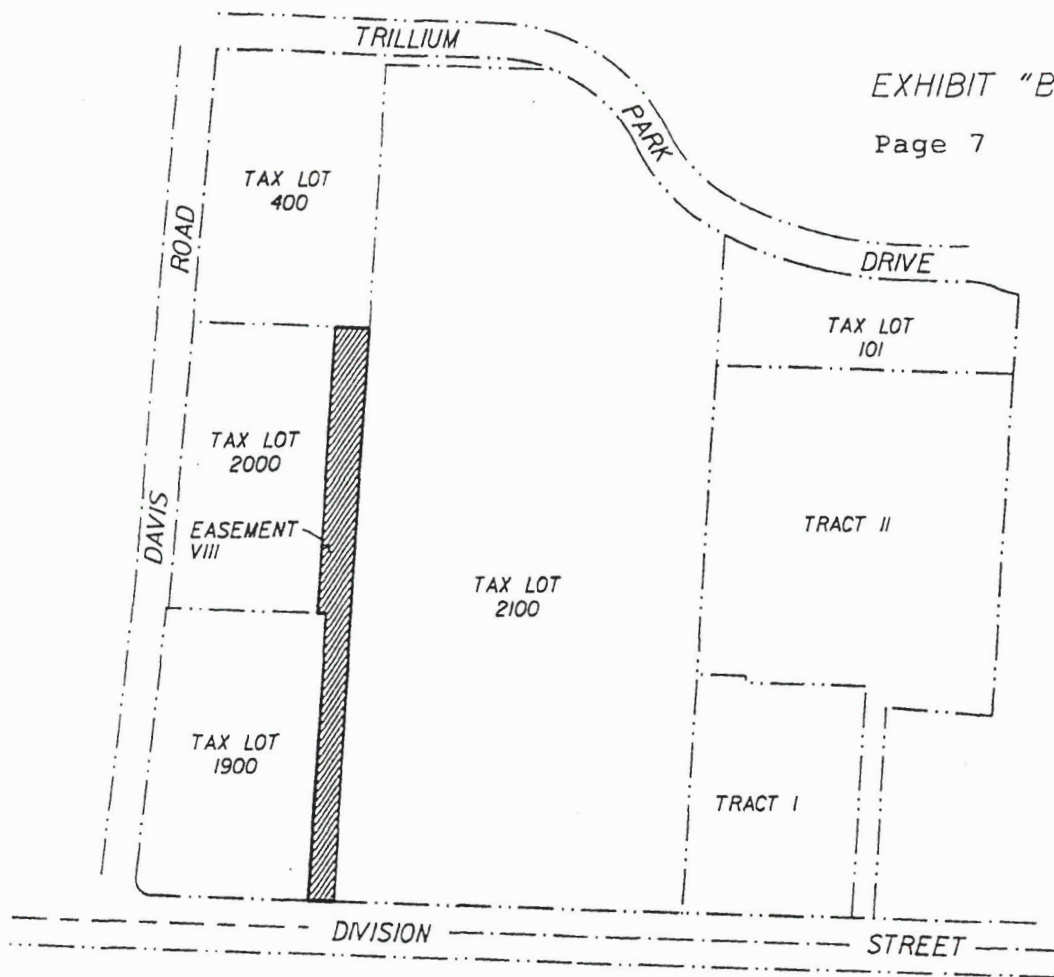 TRILLIUM
PARK
DRIVE
EXHIBIT "B
Page 7
TAX LOT
400
ROAD
DAVIS
TAX LOT
101
TAX LOT
2000
EASEMENT
VIII
TRACT II
TAX LOT
2100
TAX LOT
1900
TRACT I
DIVISION
STREET